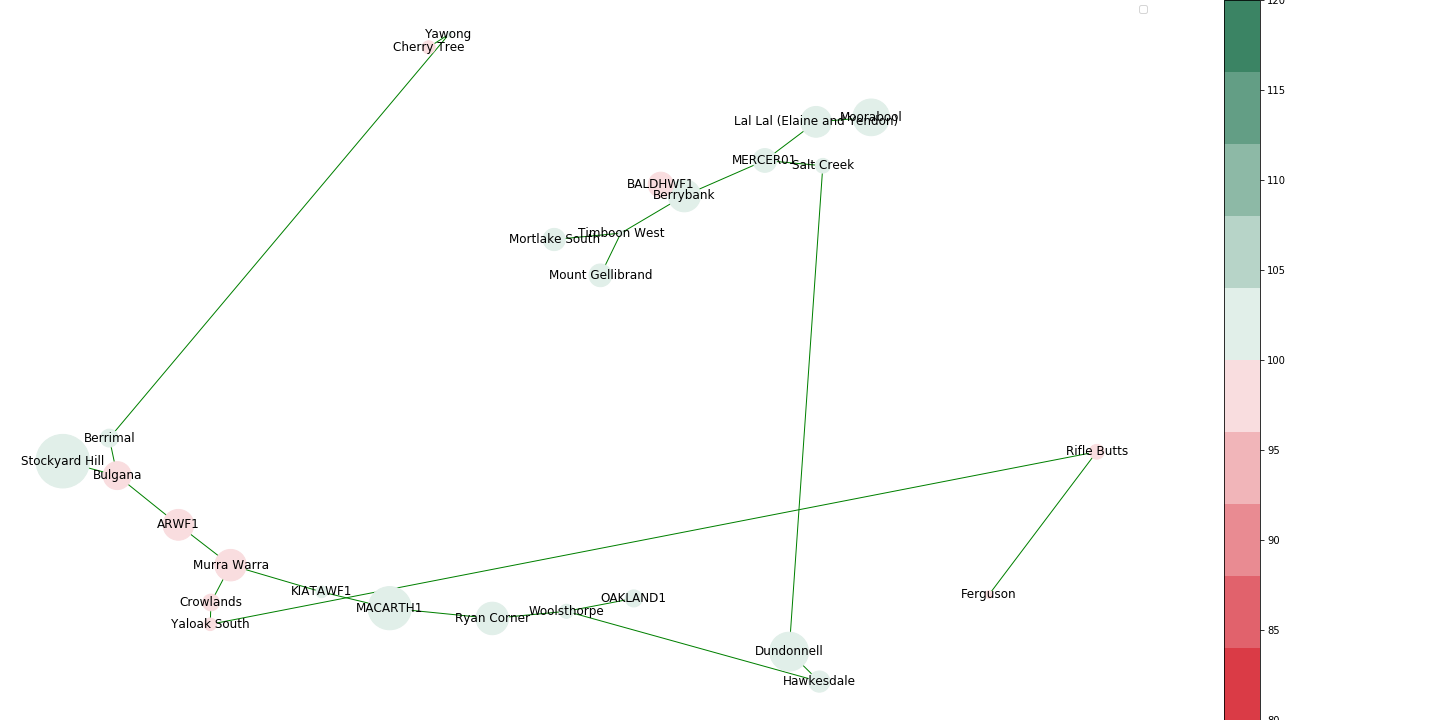 120
Yawong
Cherry Tree
115
Moorabool
Lal Lal (Elaine and Yendon)
MERCER01
Salt Creek
110
BALDHWF1
Berrybank
Timboon West
Mortlake South
105
Mount Gellibrand
100
Berrimal
Rifle Butts
95
Stockyard Hill
Bulgana
ARWF1
90
Murra Warra
KIATAWF1
Ferguson
OAKLAND1
Crowlands
MACARTH1
Woolsthorpe
Ryan Corner
Yaloak South
85
Dundonnell
Hawkesdale
80